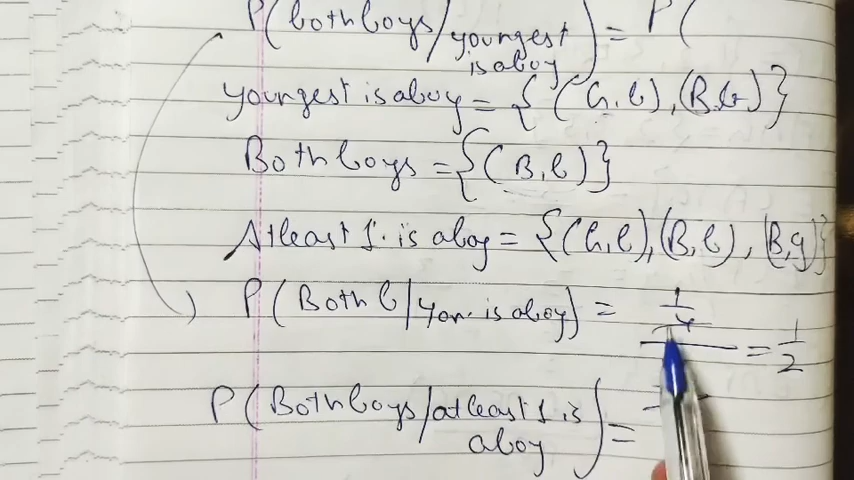 P(both boys/youngest is a boy) = P(
youngest is a boy = {(G,b),(B,b)}
Both boys = {(B,b)}
Atleast 1 is a boy = {(G,b),(B,b),(B,g)}
P(Both b/you. is a boy) = 1/4 = 1/2
P(Both boys/atleast 1 is a boy) =